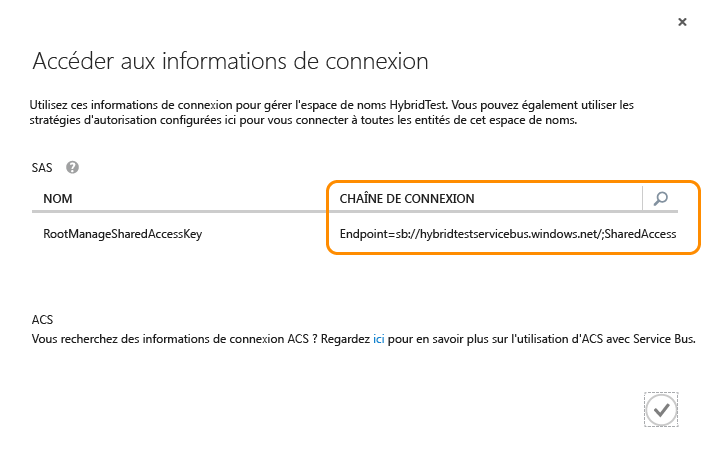 Accéder aux informations de connexion
Utilisez ces informations de connexion pour gérer l'espace de noms HybridTest. Vous pouvez également utiliser les
stratégies d'autorisation configurées ici pour vous connecter à toutes les entités de cet espace de noms.
SAS ?
NOM CHAÎNE DE CONNEXION
RootManageSharedAccessKey Endpoint=sb://hybridtestservicebus.windows.net/;SharedAccess
ACS
Vous recherchez des informations de connexion ACS ? Regardez ici pour en savoir plus sur l'utilisation d'ACS avec Service Bus.